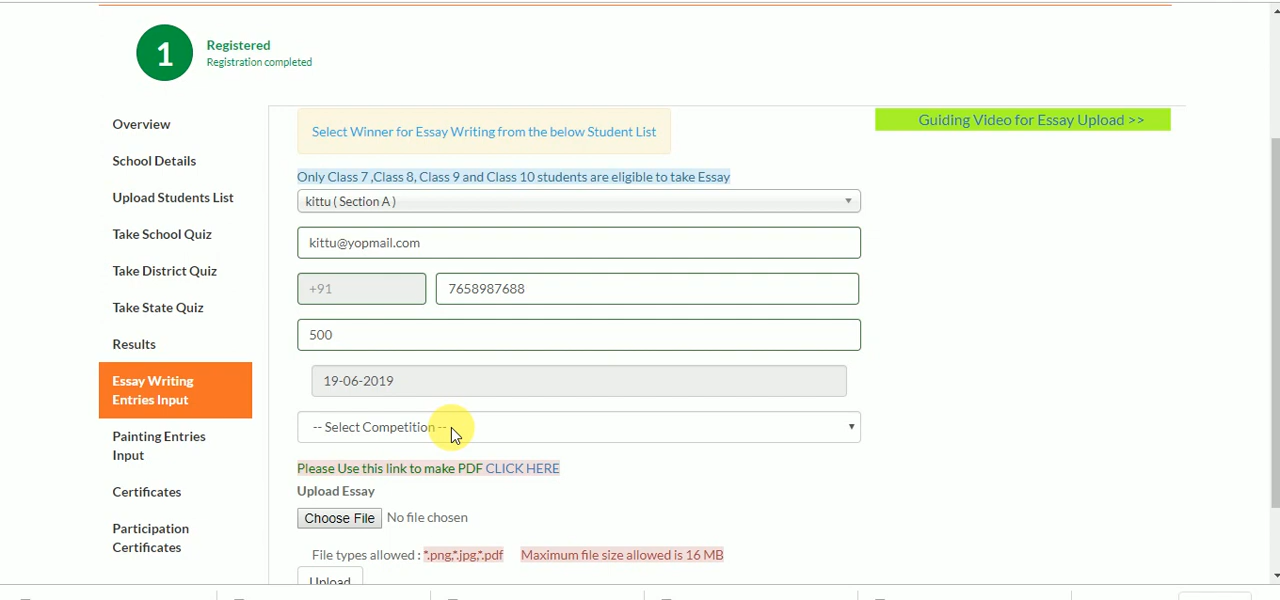 1
Registered
Registration completed
Overview
School Details
Upload Students List
Take School Quiz
Take District Quiz
Take State Quiz
Results
Essay Writing
Entries Input
Painting Entries
Input
Certificates
Participation
Certificates
Select Winner for Essay Writing from the below Student List
Guiding Video for Essay Upload >>
Only Class 7 ,Class 8, Class 9 and Class 10 students are eligible to take Essay
kittu ( Section A )
kittu@yopmail.com
+91 7658987688
500
19-06-2019
-- Select Competition --
Please Use this link to make PDF CLICK HERE
Upload Essay
Choose File No file chosen
File types allowed : *.png,*.jpg,*.pdf Maximum file size allowed is 16 MB
Upload